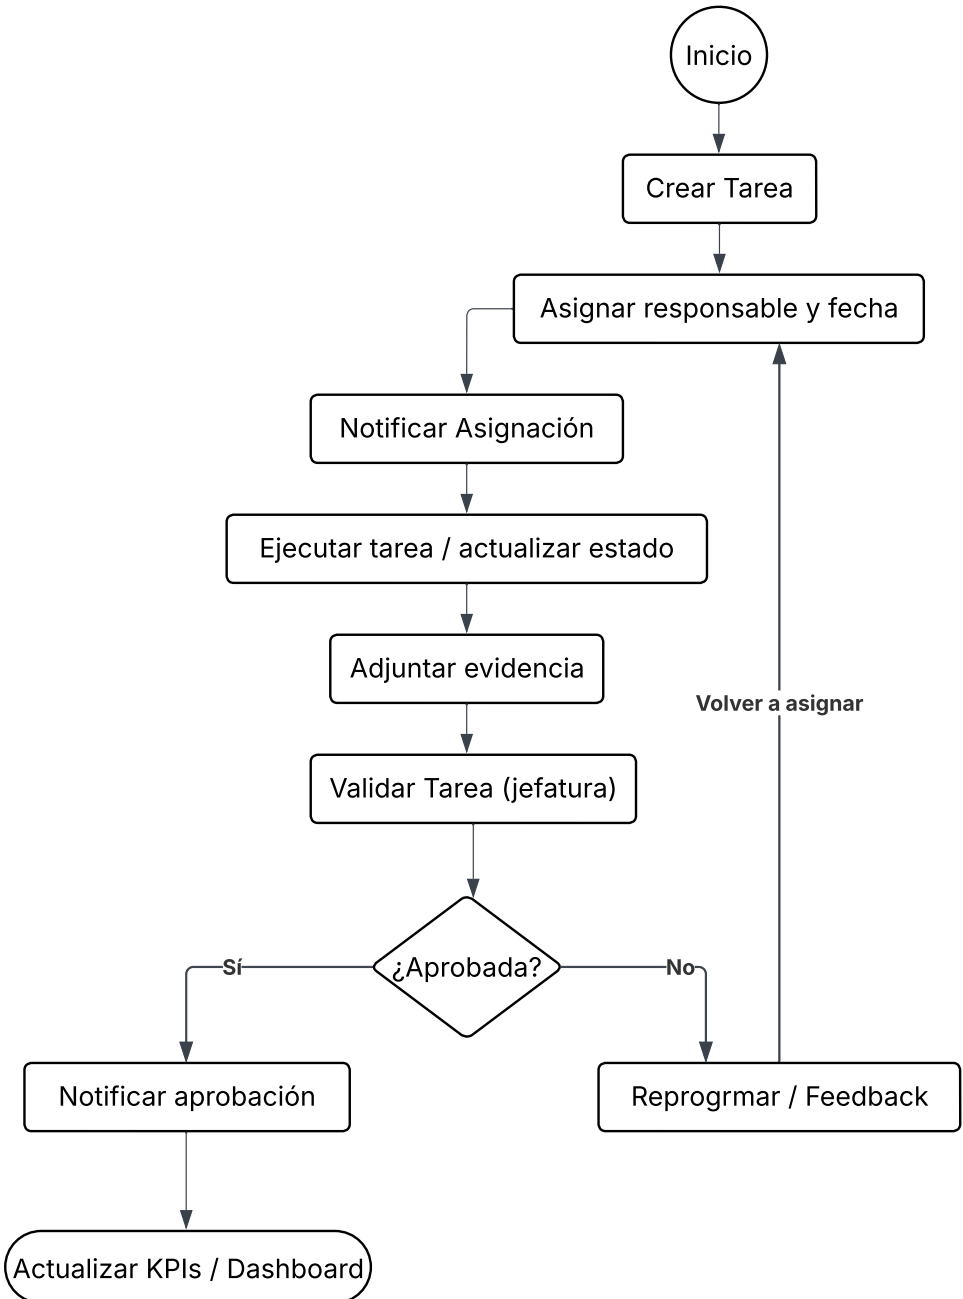 Inicio
Crear Tarea
Asignar responsable y fecha
Notificar Asignación
Ejecutar tarea / actualizar estado
Adjuntar evidencia
Volver a asignar
Validar Tarea (jefatura)
¿Aprobada?
Sí
No
Notificar aprobación
Reprogrmar / Feedback
Actualizar KPIs / Dashboard